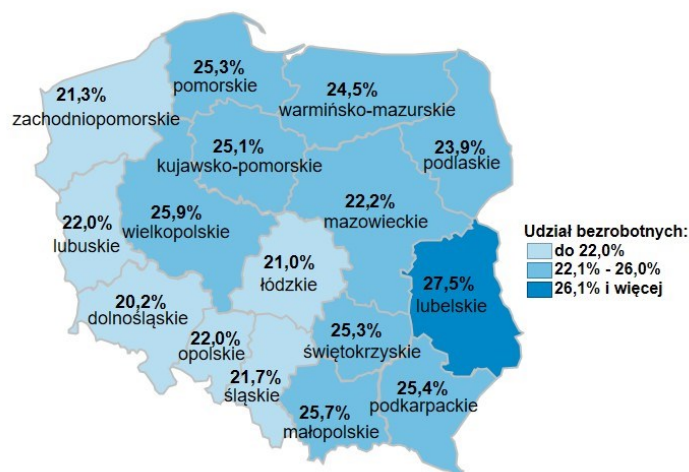 25,3%
pomorskie
24,5%
warmińsko-mazurskie
21,3%
zachodniopomorskie
25,1%
kujawsko-pomorskie
23,9%
podlaskie
25,9%
wielkopolskie
22,2%
mazowieckie
22,0%
lubuskie
21,0%
łódzkie
27,5%
lubelskie
20,2%
dolnośląskie
22,0%
opolskie
21,7%
śląskie
25,3%
świętokrzyskie
25,7%
małopolskie
25,4%
podkarpackie
Udział bezrobotnych:
do 22,0%
22,1% - 26,0%
26,1% i więcej